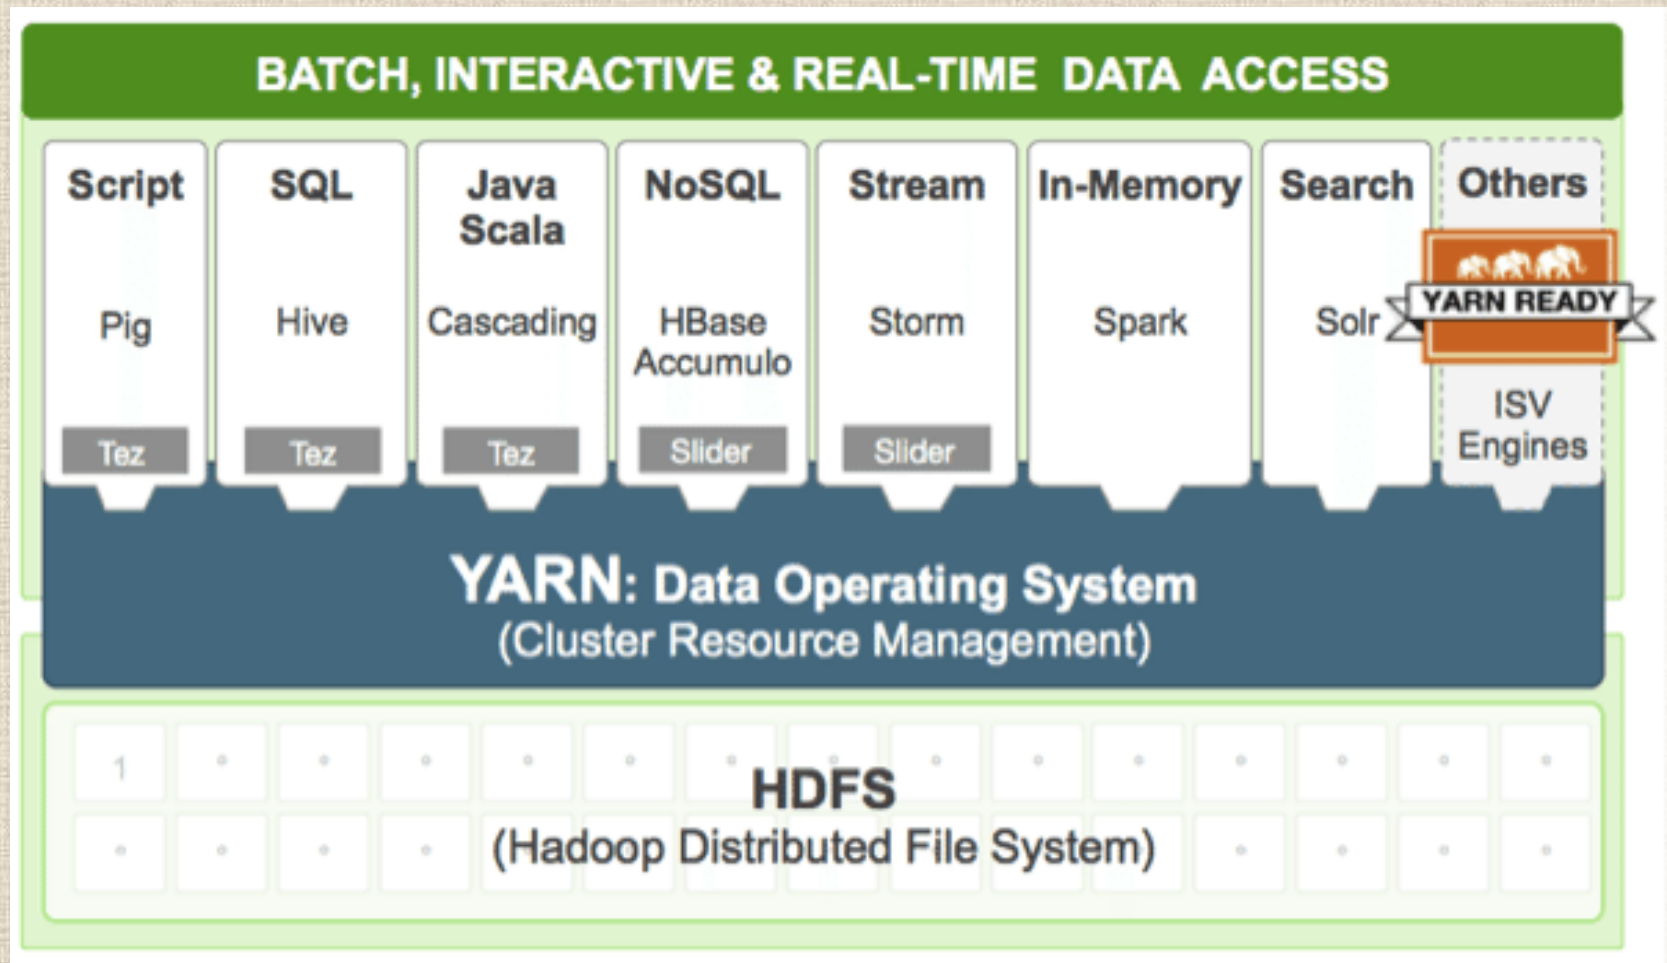 BATCH, INTERACTIVE & REAL-TIME DATA ACCESS
Script
Pig
Tez
SQL
Hive
Tez
Java
Scala
Cascading
Tez
NoSQL
HBase
Accumulo
Slider
Stream
Storm
Slider
In-Memory
Spark
Search
Solr
Others
YARN READY
ISV
Engines
YARN: Data Operating System
(Cluster Resource Management)
1
HDFS
(Hadoop Distributed File System)